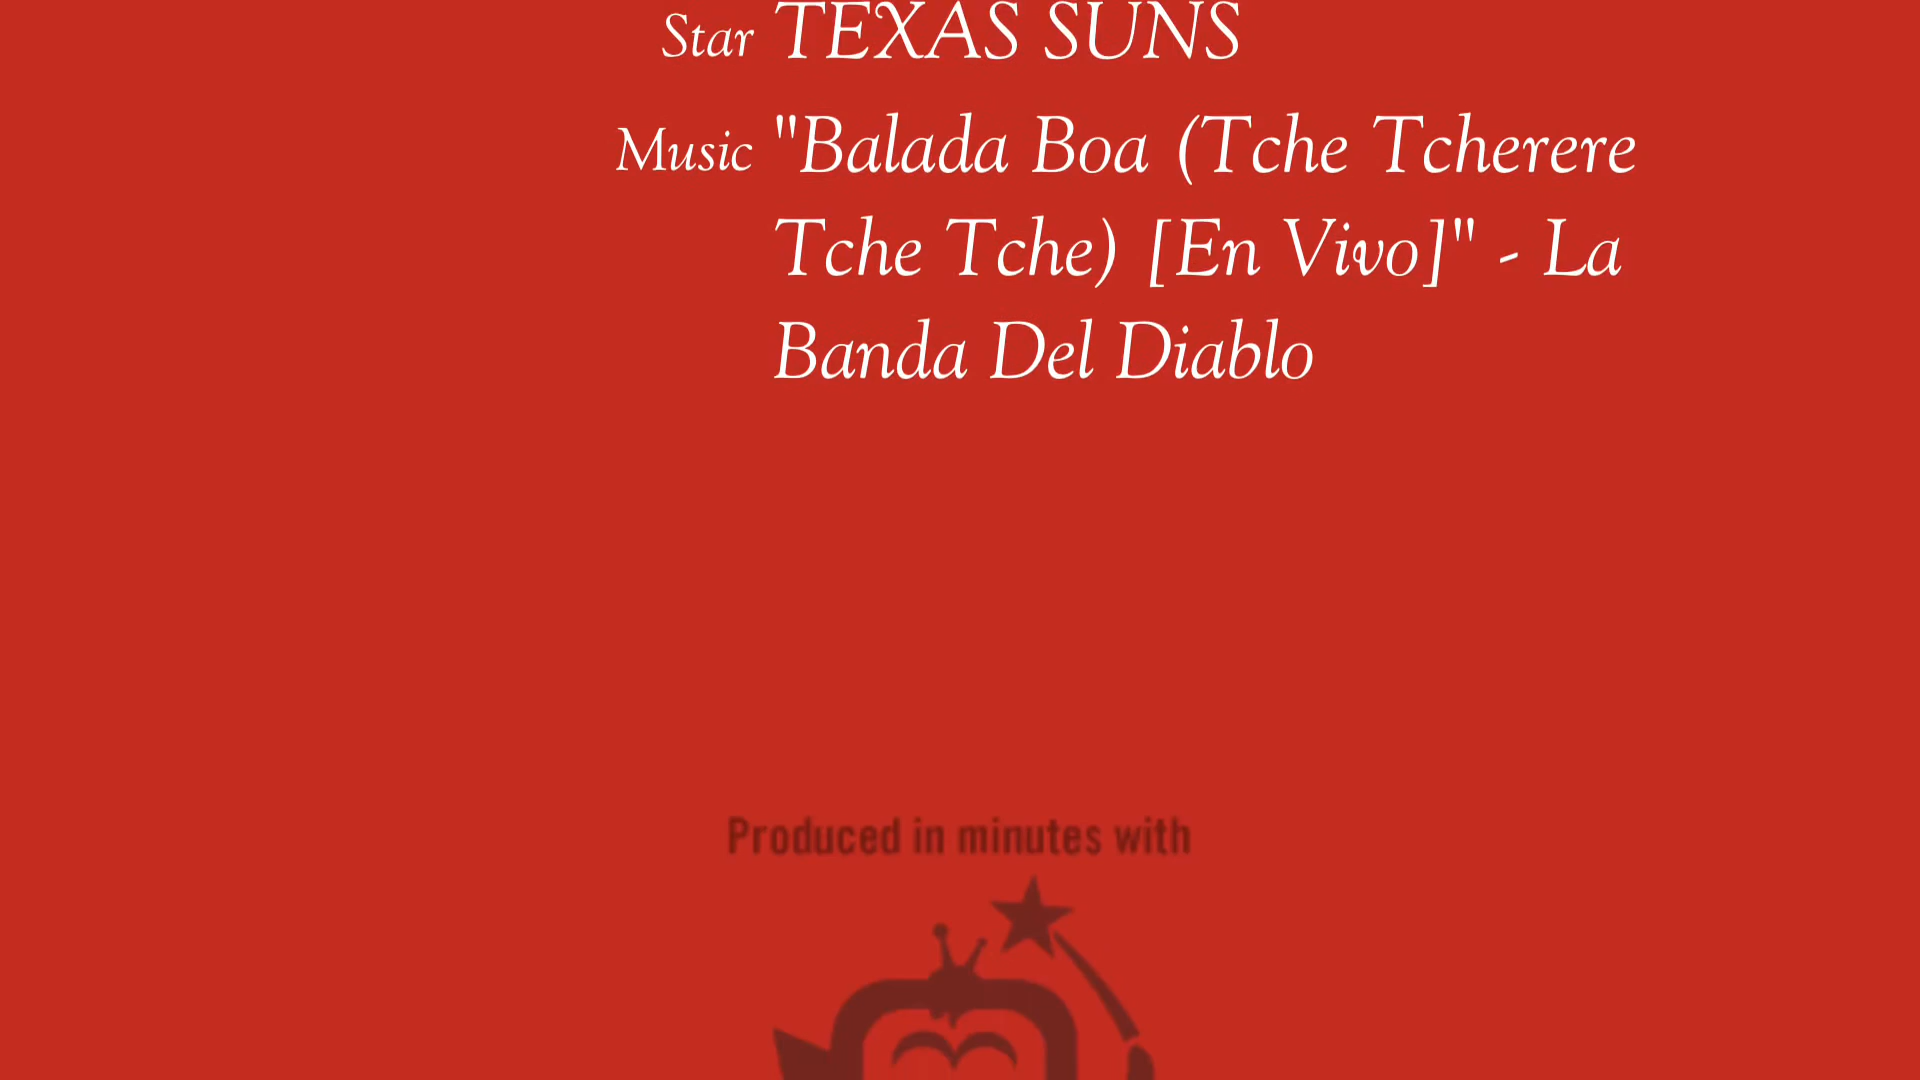 Star TEXAS SUNS
Music "Balada Boa (Tche Tcherere
Tche Tche) [En Vivo]" - La
Banda Del Diablo
Produced in minutes with